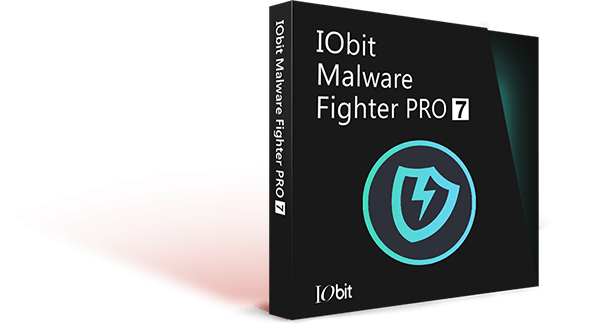 IObit
Malware
Fighter PRO 7
IObit Malware Fighter PRO 7
IObit